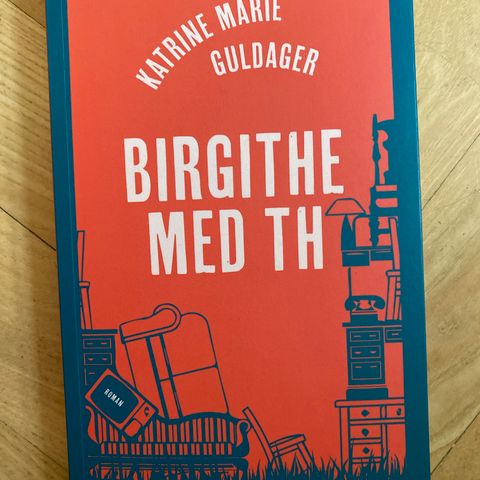 KATRINE MARIE
GULDAGER
BIRGITHE
MED TH
ROMAN